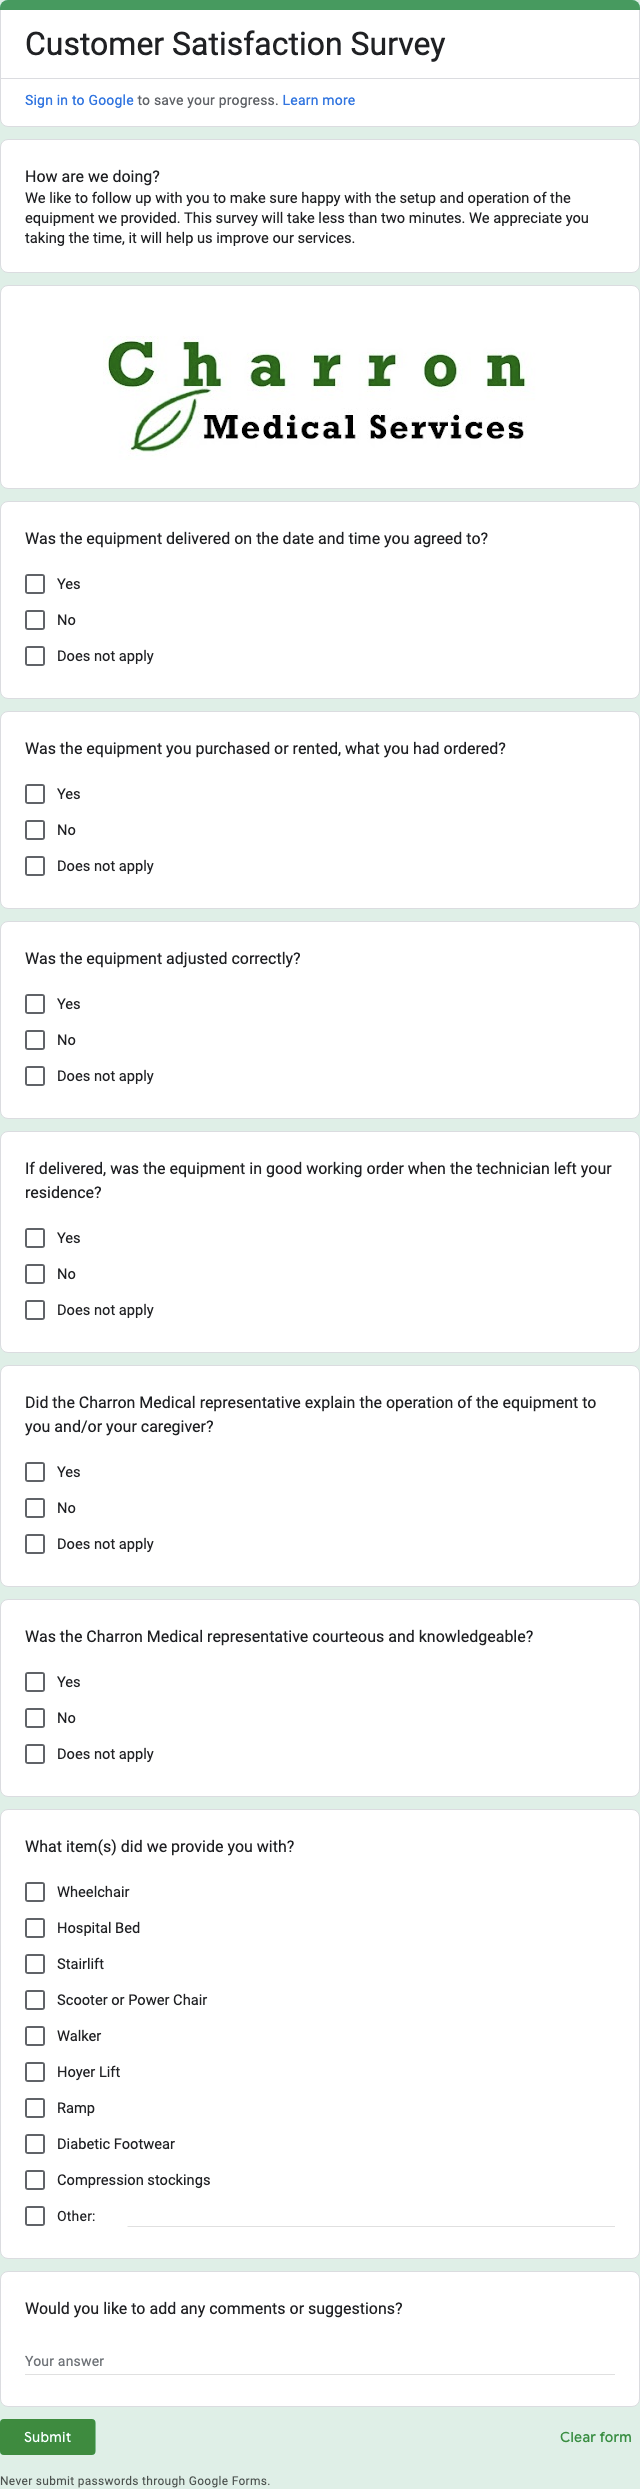 Customer Satisfaction Survey
Sign in to Google to save your progress. Learn more
How are we doing?
We like to follow up with you to make sure happy with the setup and operation of the
equipment we provided. This survey will take less than two minutes. We appreciate you
taking the time, it will help us improve our services.
Charron
Medical Services
Was the equipment delivered on the date and time you agreed to?
Yes
No
Does not apply
Was the equipment you purchased or rented, what you had ordered?
Yes
No
Does not apply
Was the equipment adjusted correctly?
Yes
No
Does not apply
If delivered, was the equipment in good working order when the technician left your
residence?
Yes
No
Does not apply
Did the Charron Medical representative explain the operation of the equipment to
you and/or your caregiver?
Yes
No
Does not apply
Was the Charron Medical representative courteous and knowledgeable?
Yes
No
Does not apply
What item(s) did we provide you with?
Wheelchair
Hospital Bed
Stairlift
Scooter or Power Chair
Walker
Hoyer Lift
Ramp
Diabetic Footwear
Compression stockings
Other:
Would you like to add any comments or suggestions?
Your answer
Submit Clear form
Never submit passwords through Google Forms.